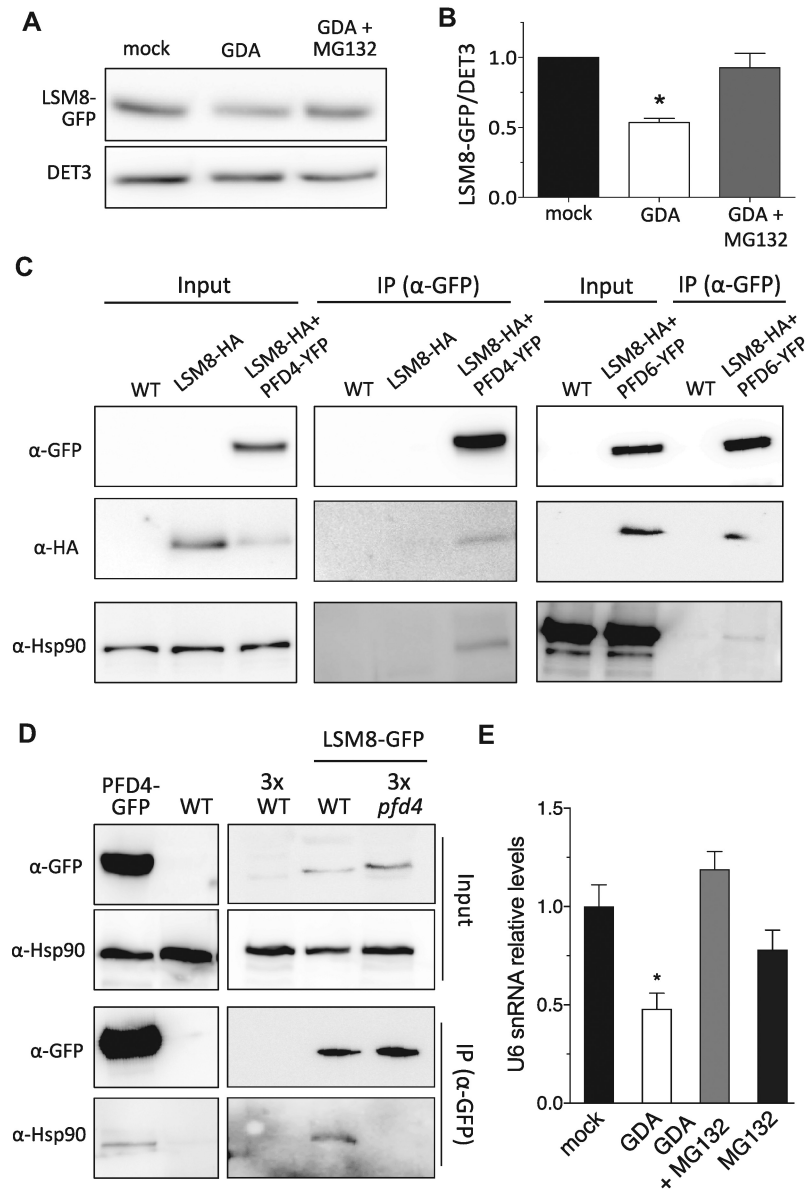 A
mock
GDA
GDA +
MG132
LSM8-
GFP
DET3
B
LSM8-GFP/DET3
1.0
0.5
0.0
*
mock
GDA
GDA +
MG132
C
Input
IP (α-GFP)
Input
IP (α-GFP)
WT
LSM8-HA
LSM8-HA+
PFD4-YFP
WT
LSM8-HA
LSM8-HA+
PFD4-YFP
WT
LSM8-HA+
PFD6-YFP
WT
LSM8-HA+
PFD6-YFP
α-GFP
α-HA
α-Hsp90
D
LSM8-GFP
PFD4-
GFP
WT
3x
WT
WT
3x
pfd4
α-GFP
α-Hsp90
Input
α-GFP
α-Hsp90
IP (α-GFP)
E
U6 snRNA relative levels
1.5
1.0
0.5
0.0
*
mock
GDA
GDA
+ MG132
MG132